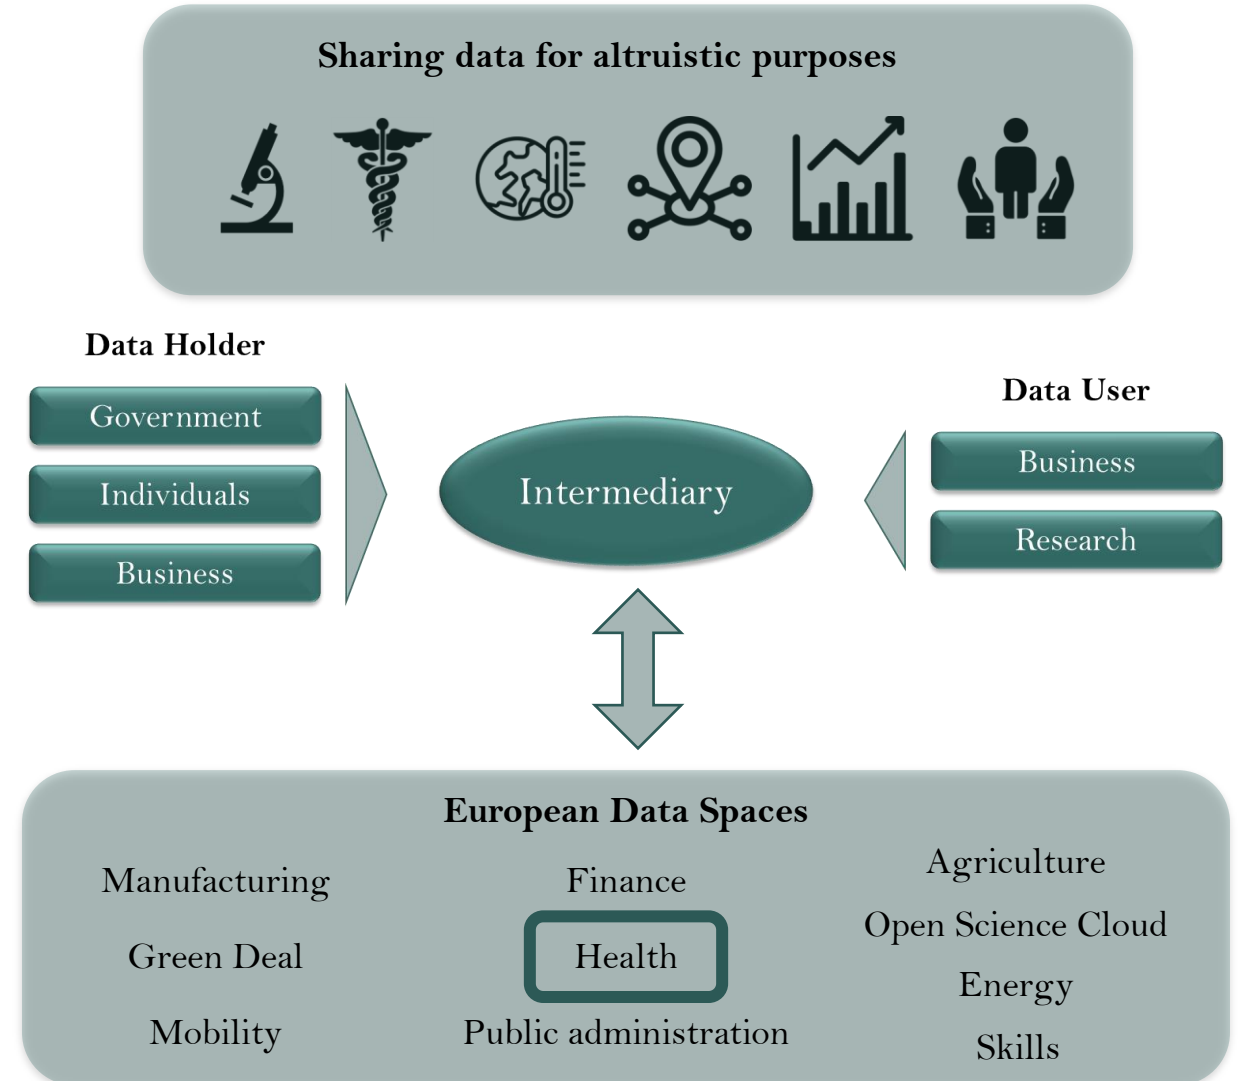 Sharing data for altruistic purposes
Data Holder
Government
Individuals
Business
Intermediary
Data User
Business
Research
European Data Spaces
Manufacturing
Green Deal
Mobility
Finance
Health
Public administration
Agriculture
Open Science Cloud
Energy
Skills